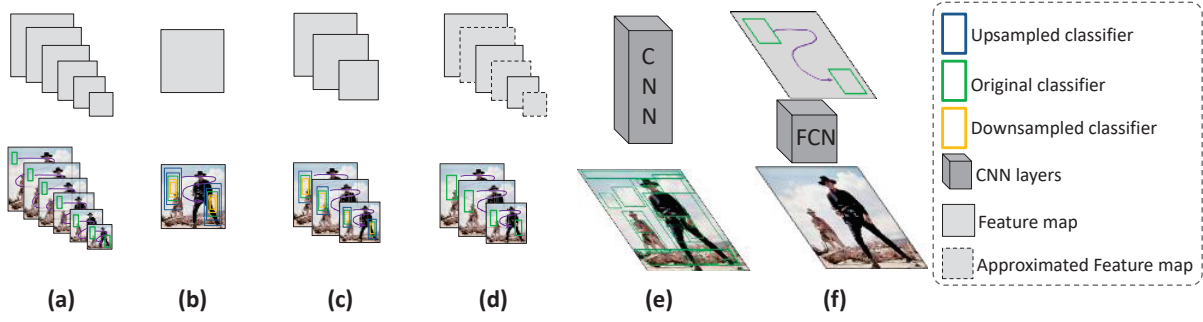 C
N
N
FCN
Upsampled classifier
Original classifier
Downsampled classifier
CNN layers
Feature map
Approximated Feature map
(a) (b) (c) (d) (e) (f)